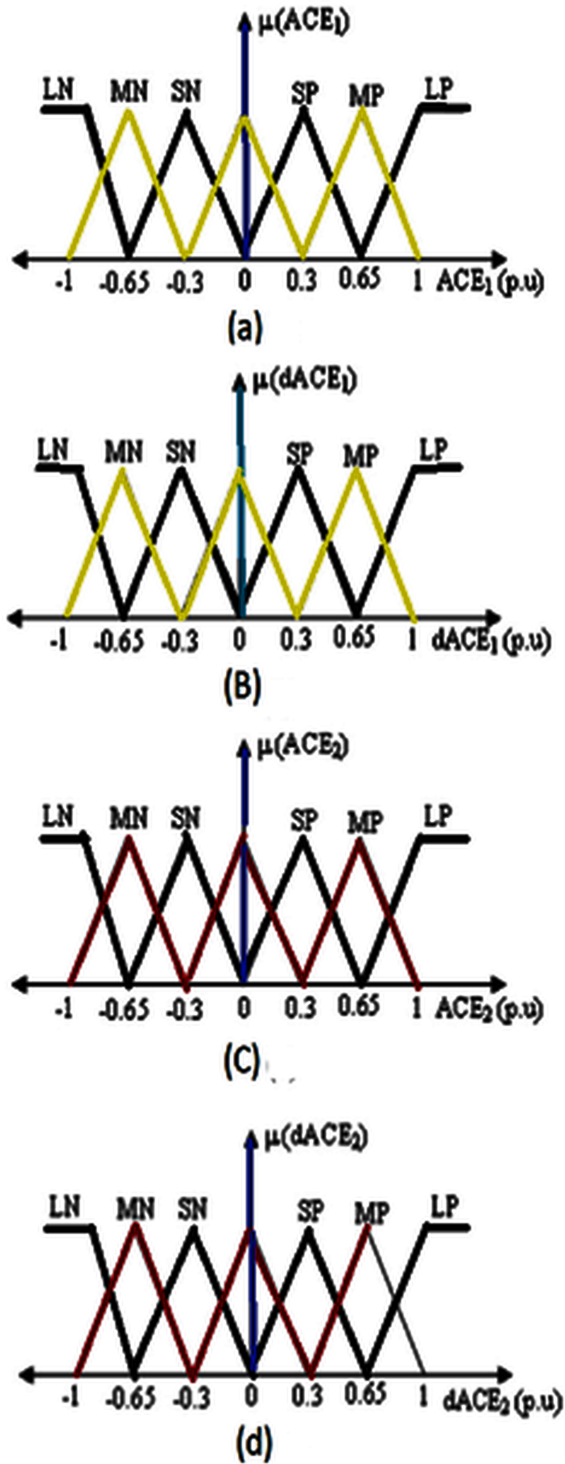 μ(ACE₁)
LN MN SN SP MP LP
-1 -0.65 -0.3 0 0.3 0.65 1 ACE₁(p.u)
(a)
μ(dACE₁)
LN MN SN SP MP LP
-1 -0.65 -0.3 0 0.3 0.65 1 dACE₁(p.u)
(B)
μ(ACE₂)
LN MN SN SP MP LP
-1 -0.65 -0.3 0 0.3 0.65 1 ACE₂(p.u)
(C)
μ(dACE₂)
LN MN SN SP MP LP
-1 -0.65 -0.3 0 0.3 0.65 1 dACE₂(p.u)
(d)